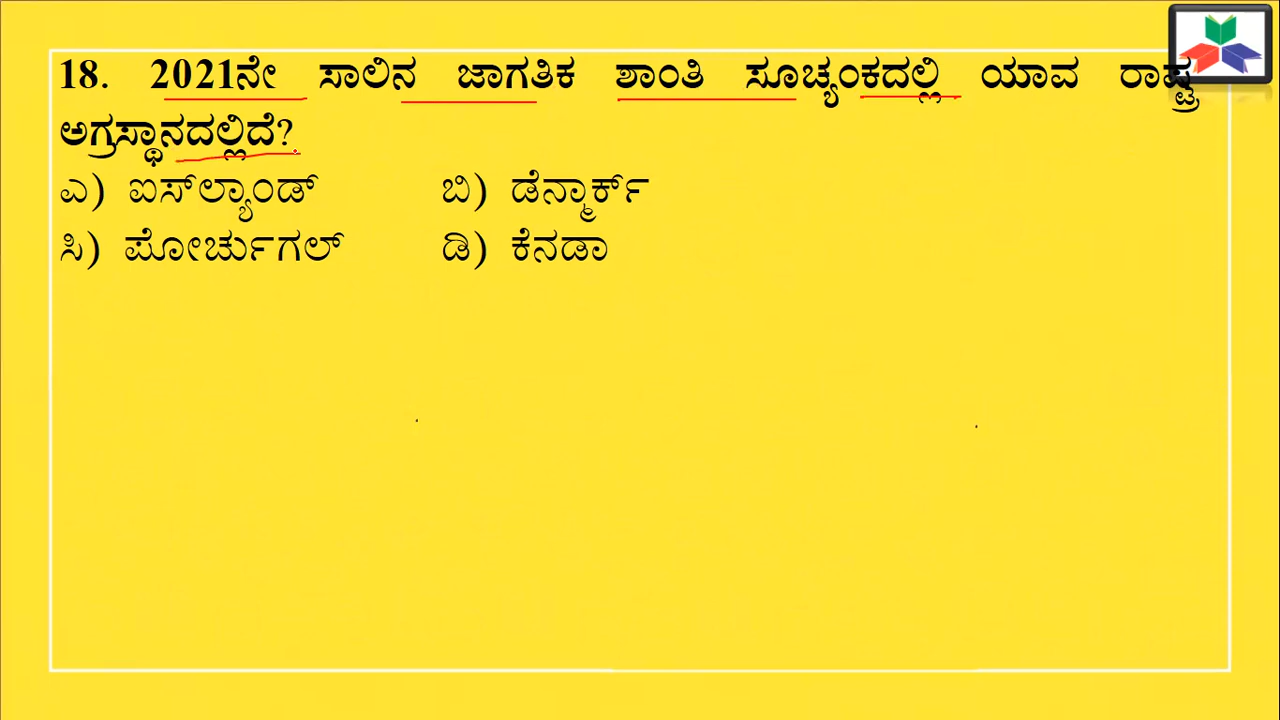 18. 2021ನೇ ಸಾಲಿನ ಜಾಗತಿಕ ಶಾಂತಿ ಸೂಚ್ಯಂಕದಲ್ಲಿ ಯಾವ ರಾಷ್ಟ್ರ
ಅಗ್ರಸ್ಥಾನದಲ್ಲಿದೆ?
ಎ) ಐಸ್‌ಲ್ಯಾಂಡ್ ಬಿ) ಡೆನ್ಮಾರ್ಕ್
ಸಿ) ಪೋರ್ಚುಗಲ್ ಡಿ) ಕೆನಡಾ